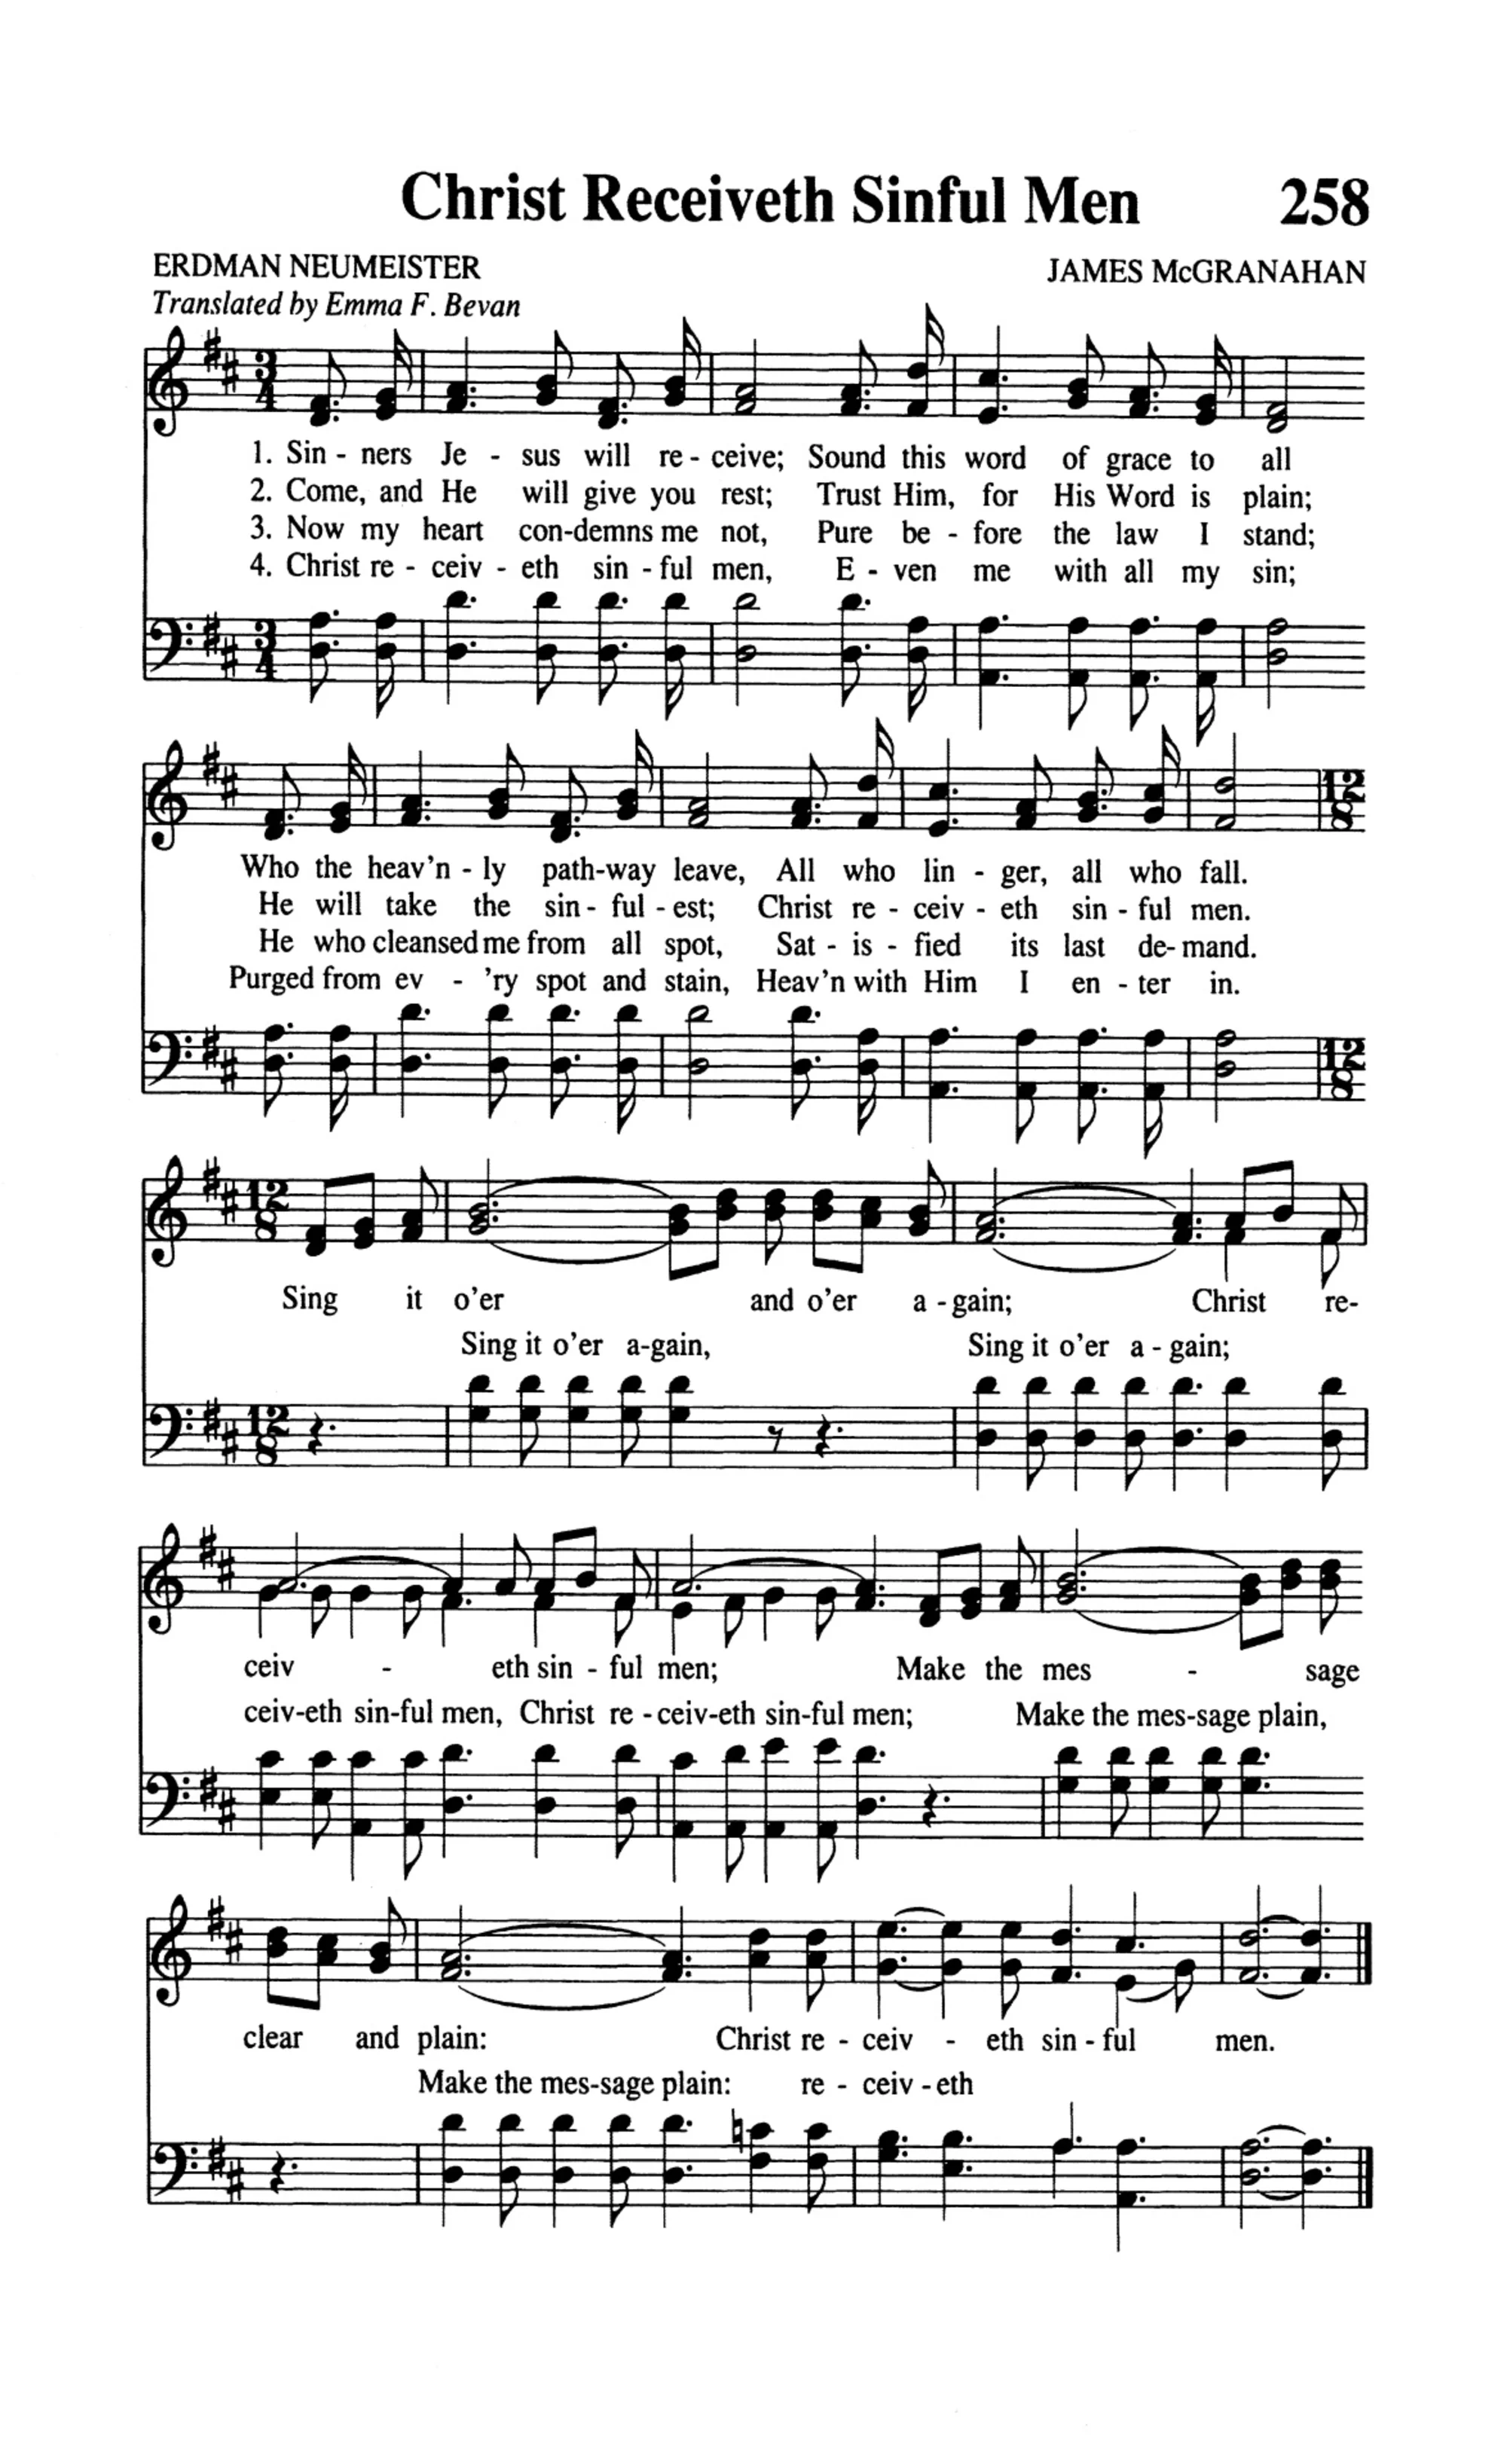 Christ Receiveth Sinful Men 258
ERDMAN NEUMEISTER JAMES McGRANAHAN
Translated by Emma F. Bevan
3 4
1. Sin - ners Je - sus will re - ceive; Sound this word of grace to all
2. Come, and He will give you rest; Trust Him, for His Word is plain;
3. Now my heart con-demns me not, Pure be - fore the law I stand;
4. Christ re - ceiv - eth sin - ful men, E - ven me with all my sin;
3 4
12 8
Who the heav'n - ly path-way leave, All who lin - ger, all who fall.
He will take the sin - ful - est; Christ re - ceiv - eth sin - ful men.
He who cleansed me from all spot, Sat - is - fied its last de- mand.
Purged from ev - 'ry spot and stain, Heav'n with Him I en - ter in.
12 8
12 8
Sing it o'er and o'er a - gain; Christ re-
Sing it o'er a-gain, Sing it o'er a - gain;
12 8
ceiv - eth sin - ful men; Make the mes - sage
ceiv-eth sin-ful men, Christ re - ceiv-eth sin-ful men; Make the mes-sage plain,
clear and plain: Christ re - ceiv - eth sin - ful men.
Make the mes-sage plain: re - ceiv - eth